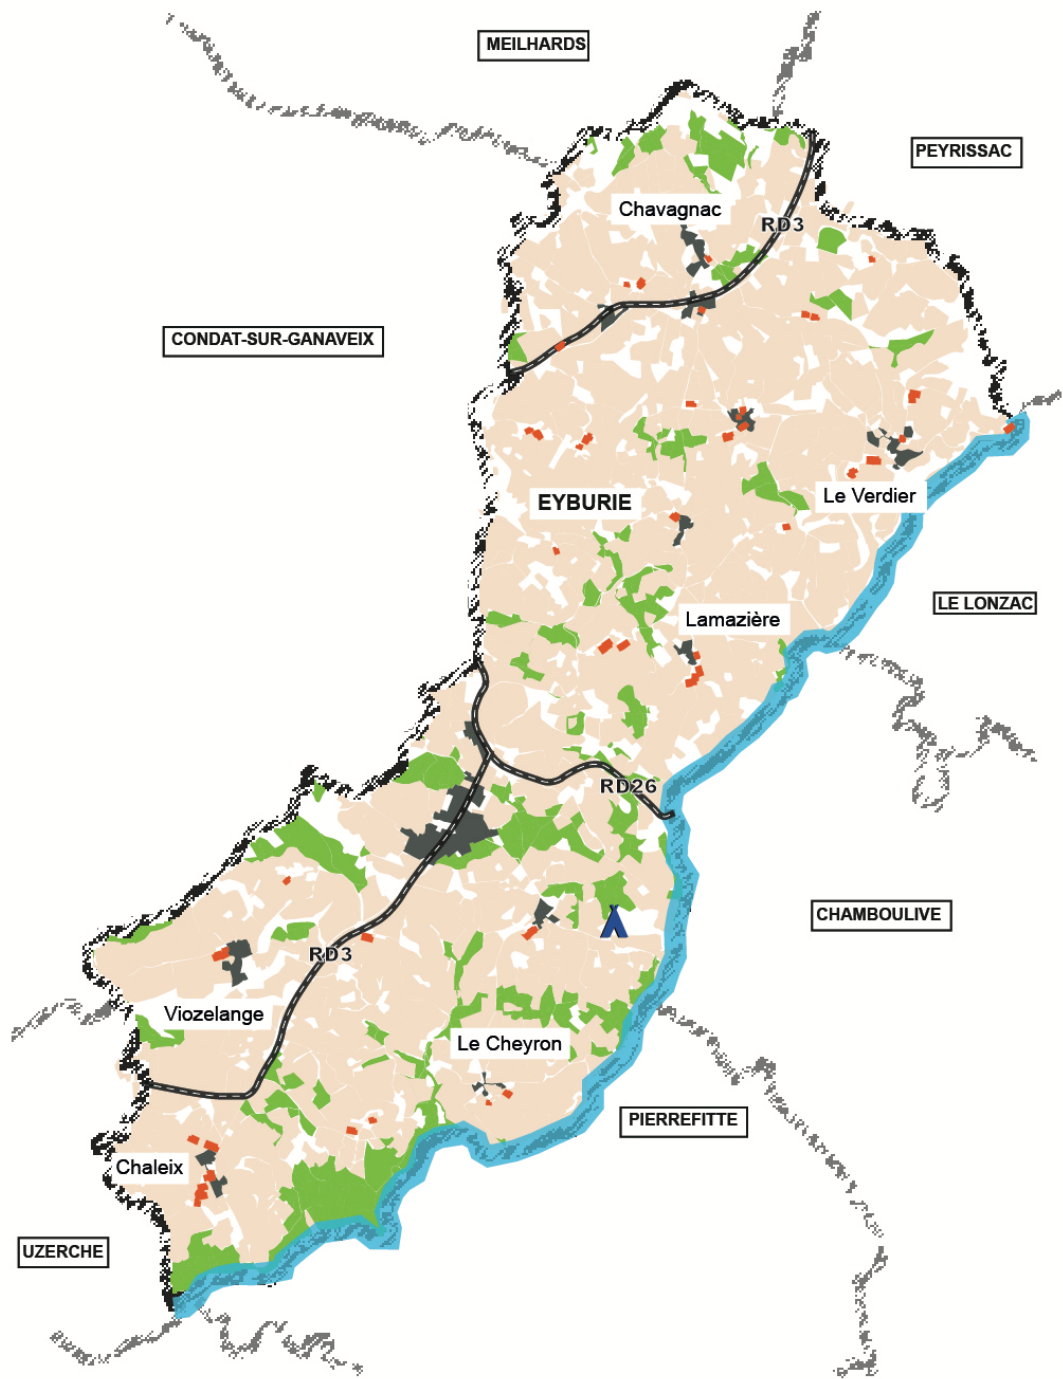 MEILHARDS
PEYRISSAC
Chavagnac
RD3
CONDAT-SUR-GANAVEIX
EYBURIE
Le Verdier
LE LONZAC
Lamazière
RD26
CHAMBOULIVE
RD3
Viozelange
Le Cheyron
PIERREFITTE
Chaleix
UZERCHE